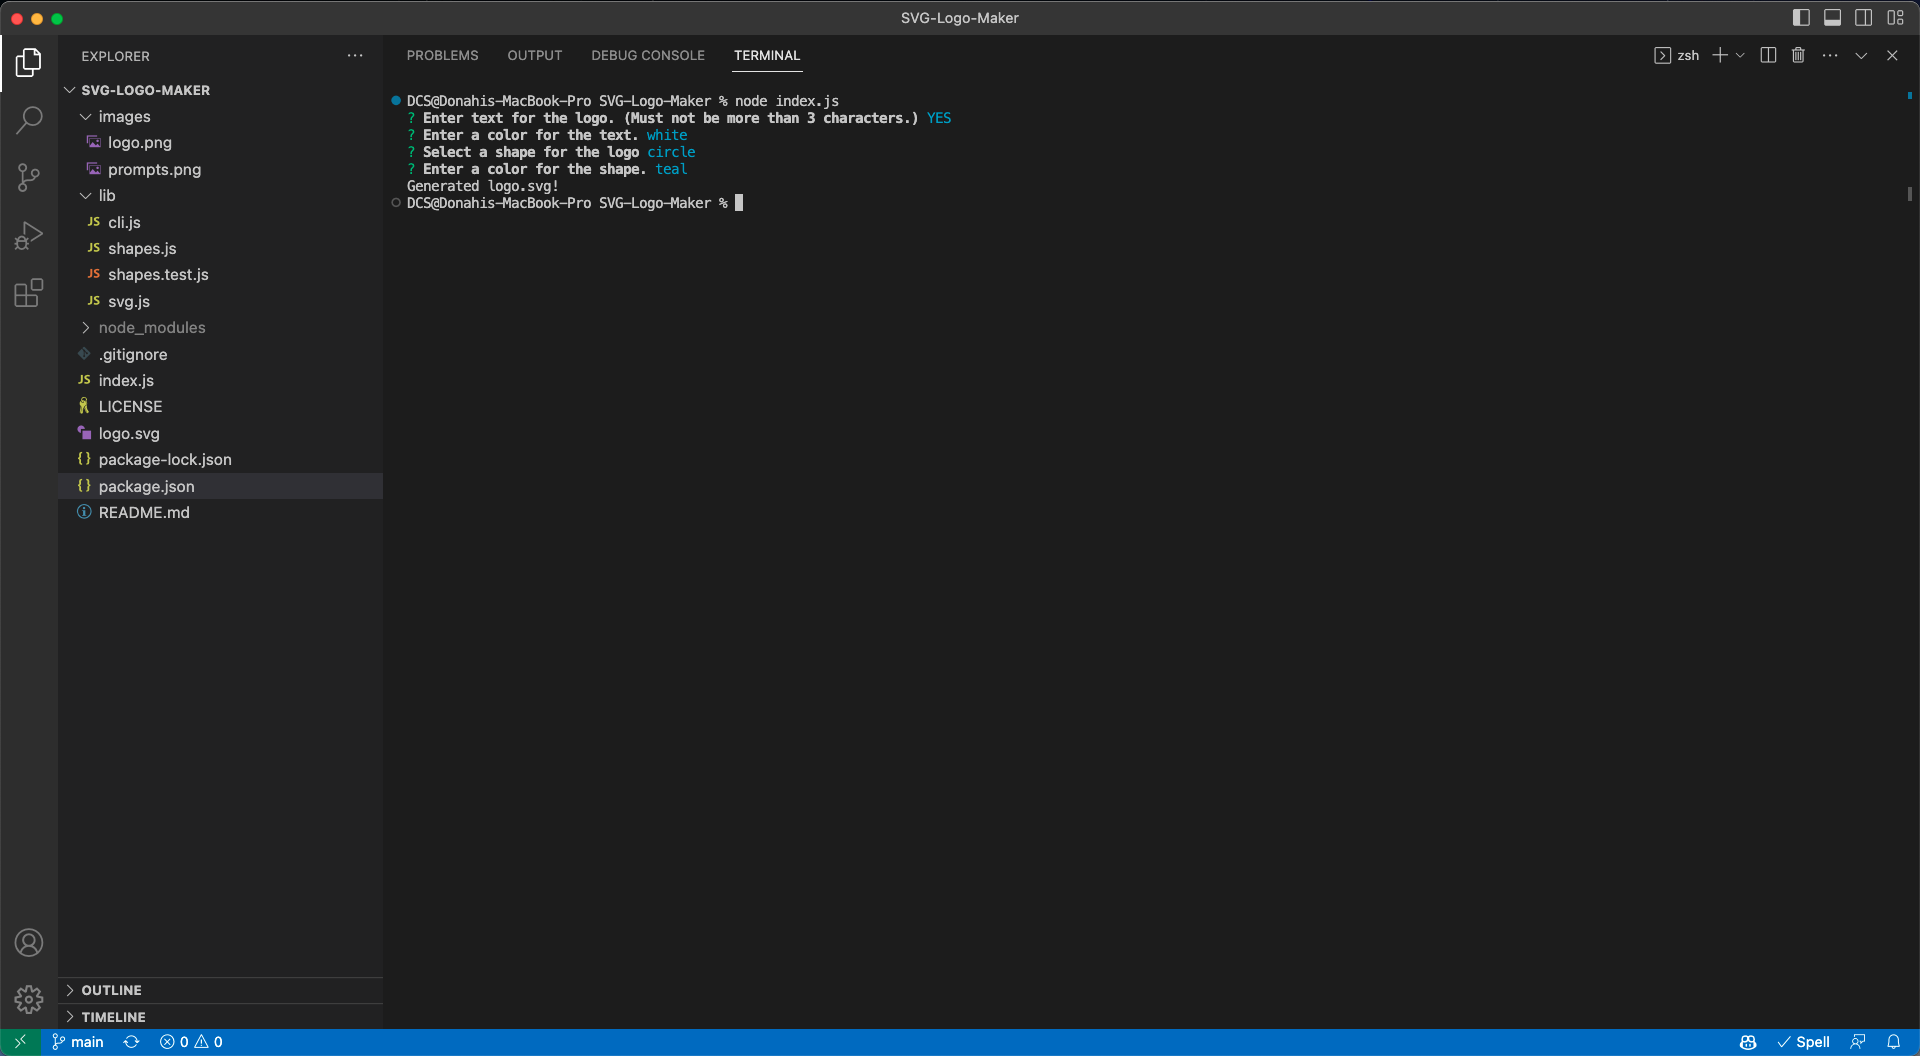 SVG-Logo-Maker
EXPLORER
SVG-LOGO-MAKER
images
logo.png
prompts.png
lib
JS cli.js
JS shapes.js
JS shapes.test.js
JS svg.js
node_modules
.gitignore
JS index.js
LICENSE
logo.svg
{} package-lock.json
{} package.json
README.md
OUTLINE
TIMELINE
PROBLEMS OUTPUT DEBUG CONSOLE TERMINAL
zsh
DCS@Donahis-MacBook-Pro SVG-Logo-Maker % node index.js
? Enter text for the logo. (Must not be more than 3 characters.) YES
? Enter a color for the text. white
? Select a shape for the logo circle
? Enter a color for the shape. teal
Generated logo.svg!
DCS@Donahis-MacBook-Pro SVG-Logo-Maker %
main 0 0 Spell